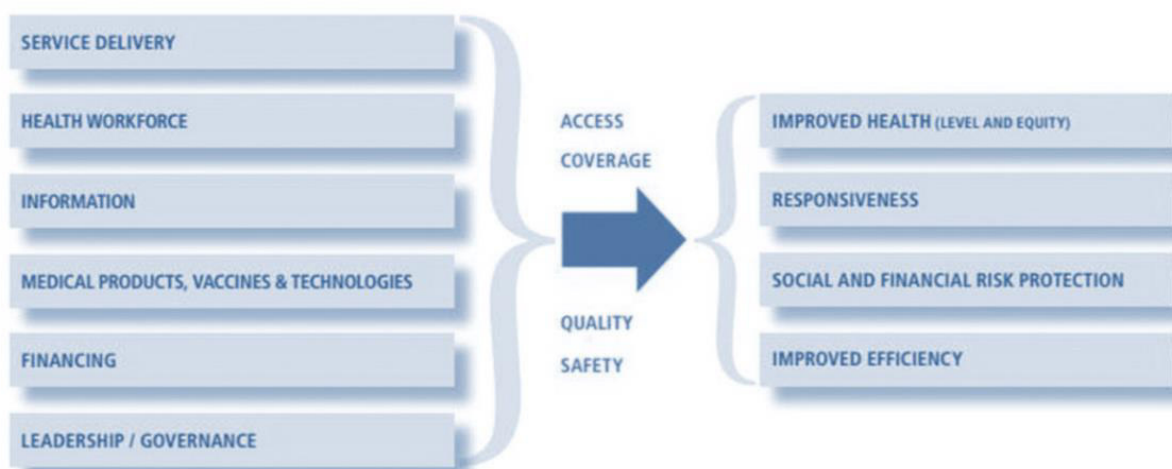 SERVICE DELIVERY
HEALTH WORKFORCE
INFORMATION
MEDICAL PRODUCTS, VACCINES & TECHNOLOGIES
FINANCING
LEADERSHIP / GOVERNANCE
ACCESS
COVERAGE
QUALITY
SAFETY
IMPROVED HEALTH (LEVEL AND EQUITY)
RESPONSIVENESS
SOCIAL AND FINANCIAL RISK PROTECTION
IMPROVED EFFICIENCY